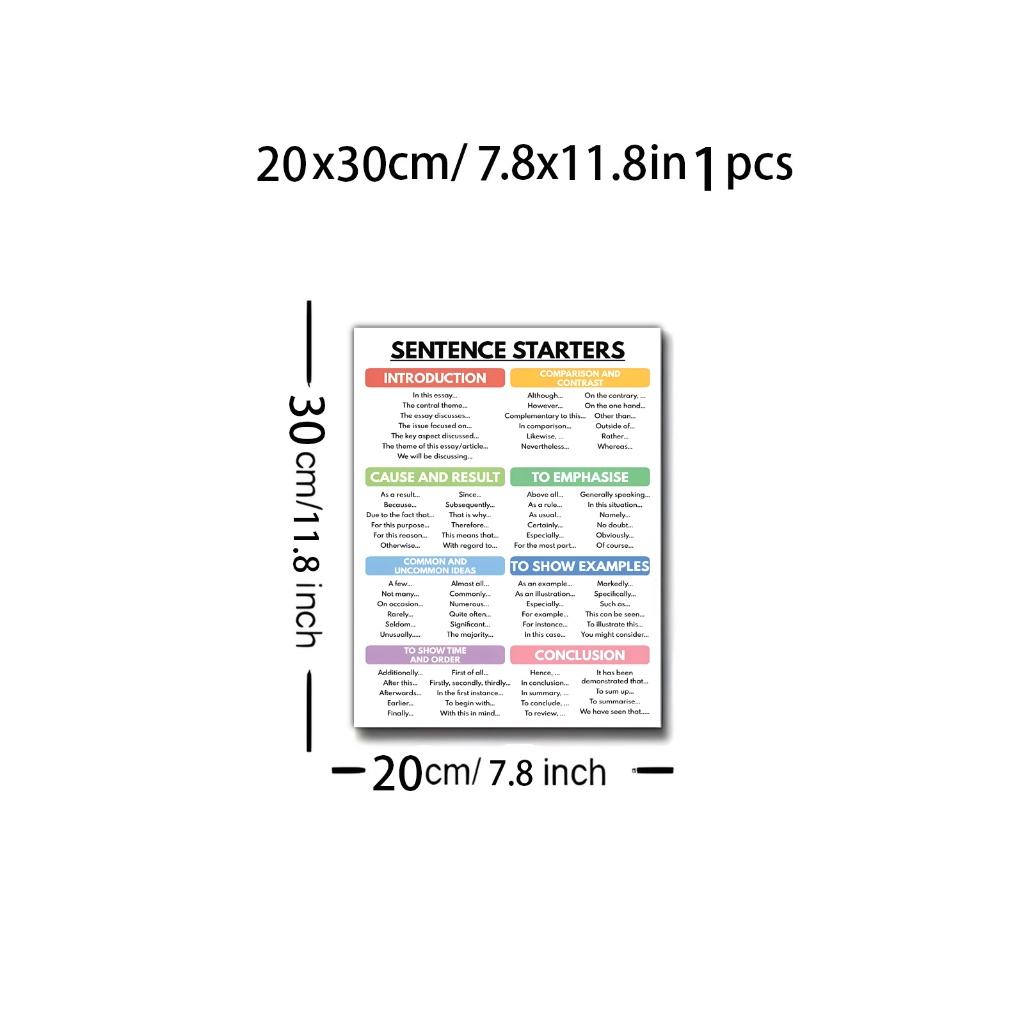 20x30cm/ 7.8x11.8in 1 pcs
30 cm/11.8 inch
SENTENCE STARTERS
INTRODUCTION
In this essay...
The contral theme...
The essay discusses...
The issue focused on...
The key aspect discussed...
The theme of this essay/article...
We will be discussing...
COMPARISON AND
CONTRAST
Although... On the contrary, ...
However... On the one hand...
Complementary to this... Other than...
In comparison... Outside of...
Likewise, ... Rather...
Nevertheless... Whereas...
CAUSE AND RESULT
As a result... Since...
Because... Subsequently...
Due to the fact that... That is why...
For this purpose... Therefore...
For this reason... This means that...
Otherwise... With regard to...
TO EMPHASISE
Above all... Generally speaking...
As a rule... In this situation...
As usual... Namely...
Certainly... No doubt...
Especially... Obviously...
For the most part... Of course...
COMMON AND
UNCOMMON IDEAS
A few... Almost all...
Not many... Commonly...
On occasion... Numerous...
Rarely... Quite often...
Seldom... Significant...
Unusually..... The majority...
TO SHOW EXAMPLES
As an example... Markedly...
As an illustration... Specifically...
Especially... Such as...
For example... This can be seen...
For instance... To illustrate this...
In this case... You might consider...
TO SHOW TIME
AND ORDER
Additionally... First of all...
After this... Firstly, secondly, thirdly...
Afterwards... In the first instance...
Earlier... To begin with...
Finally... With this in mind...
CONCLUSION
Hence, ... It has been
In conclusion... demonstrated that...
In summary, ... To sum up...
To conclude, ... To summarise...
To review, ... We have seen that.....
20cm/ 7.8 inch